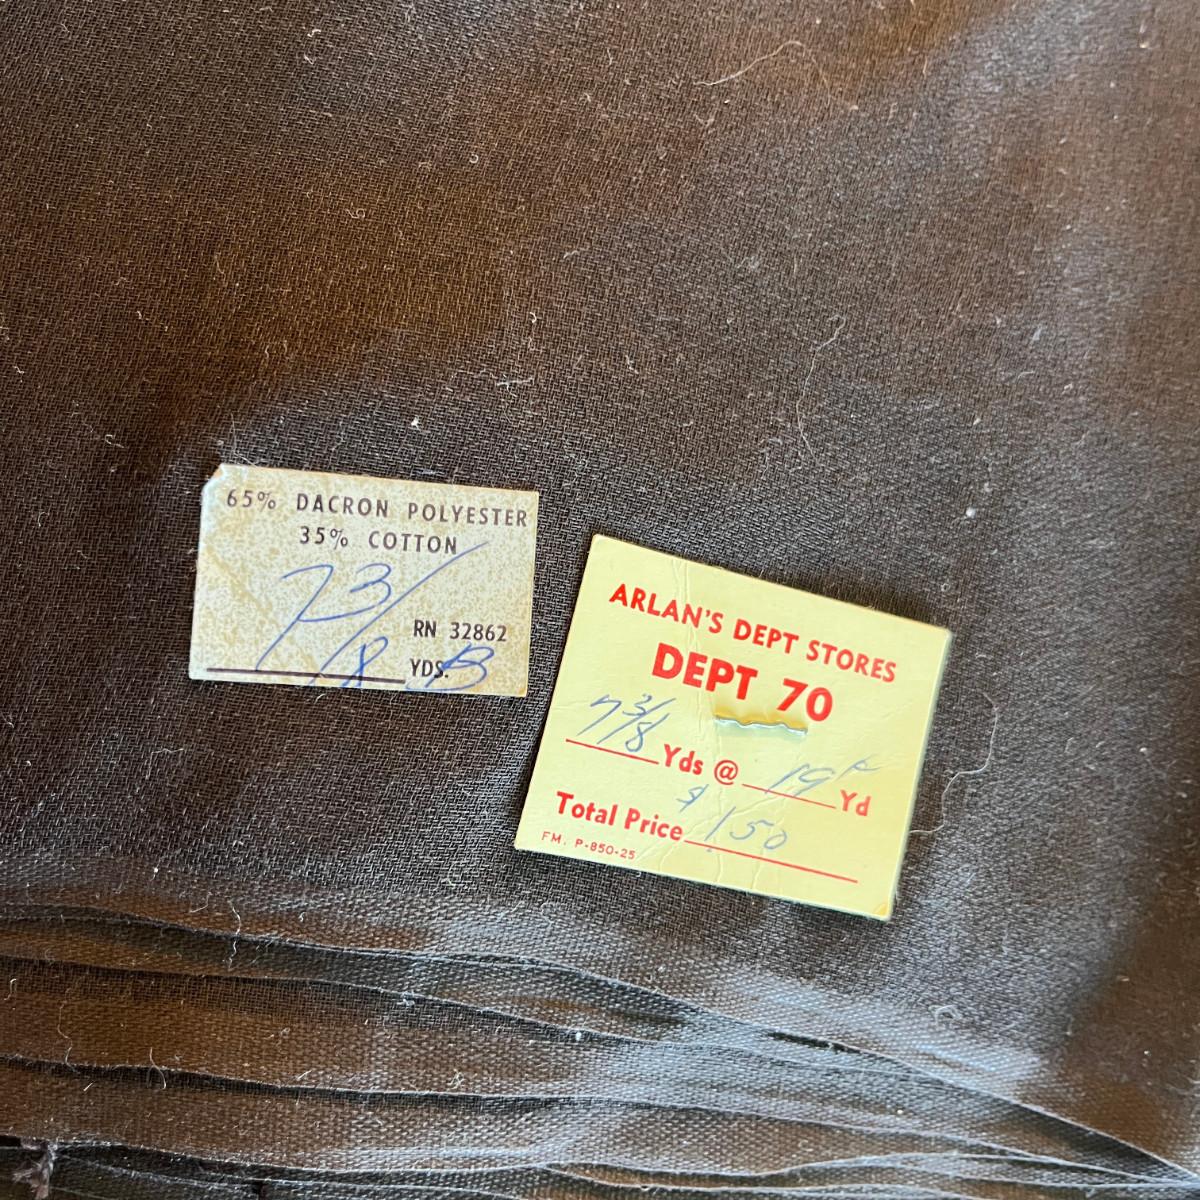 65% DACRON POLYESTER
35% COTTON
7 3/8
RN 32862
YDS. B
ARLAN'S DEPT STORES
DEPT 70
7 3/8 Yds @ 19¢ Yd
Total Price $1.50
FM. P-850-25